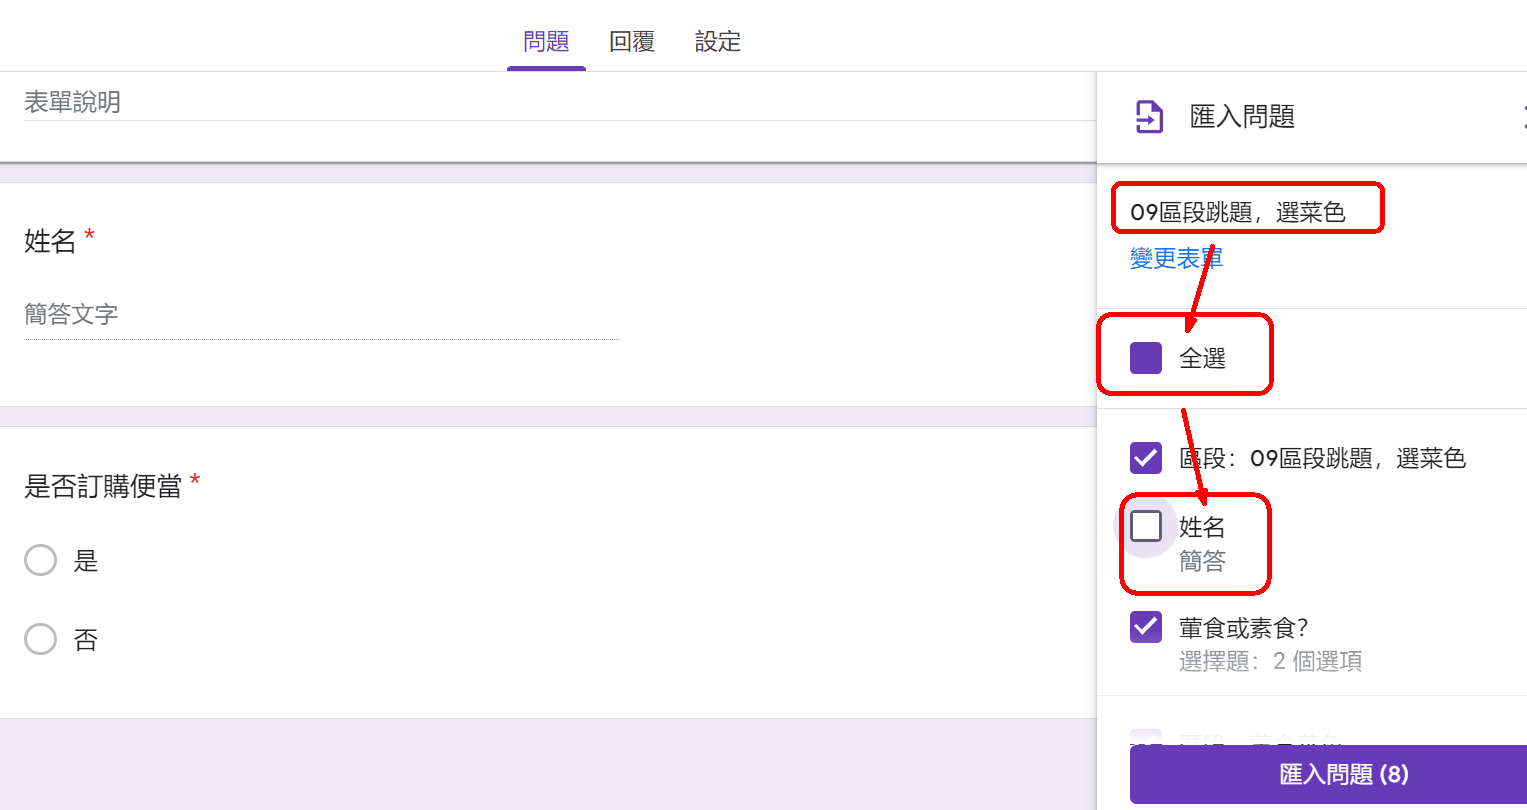 問題 回覆 設定
表單說明
姓名 *
簡答文字
是否訂購便當 *
是
否
匯入問題
09區段跳題，選菜色
變更表單
全選
區段：09區段跳題，選菜色
姓名
簡答
葷食或素食？
選擇題：2 個選項
匯入問題 (8)